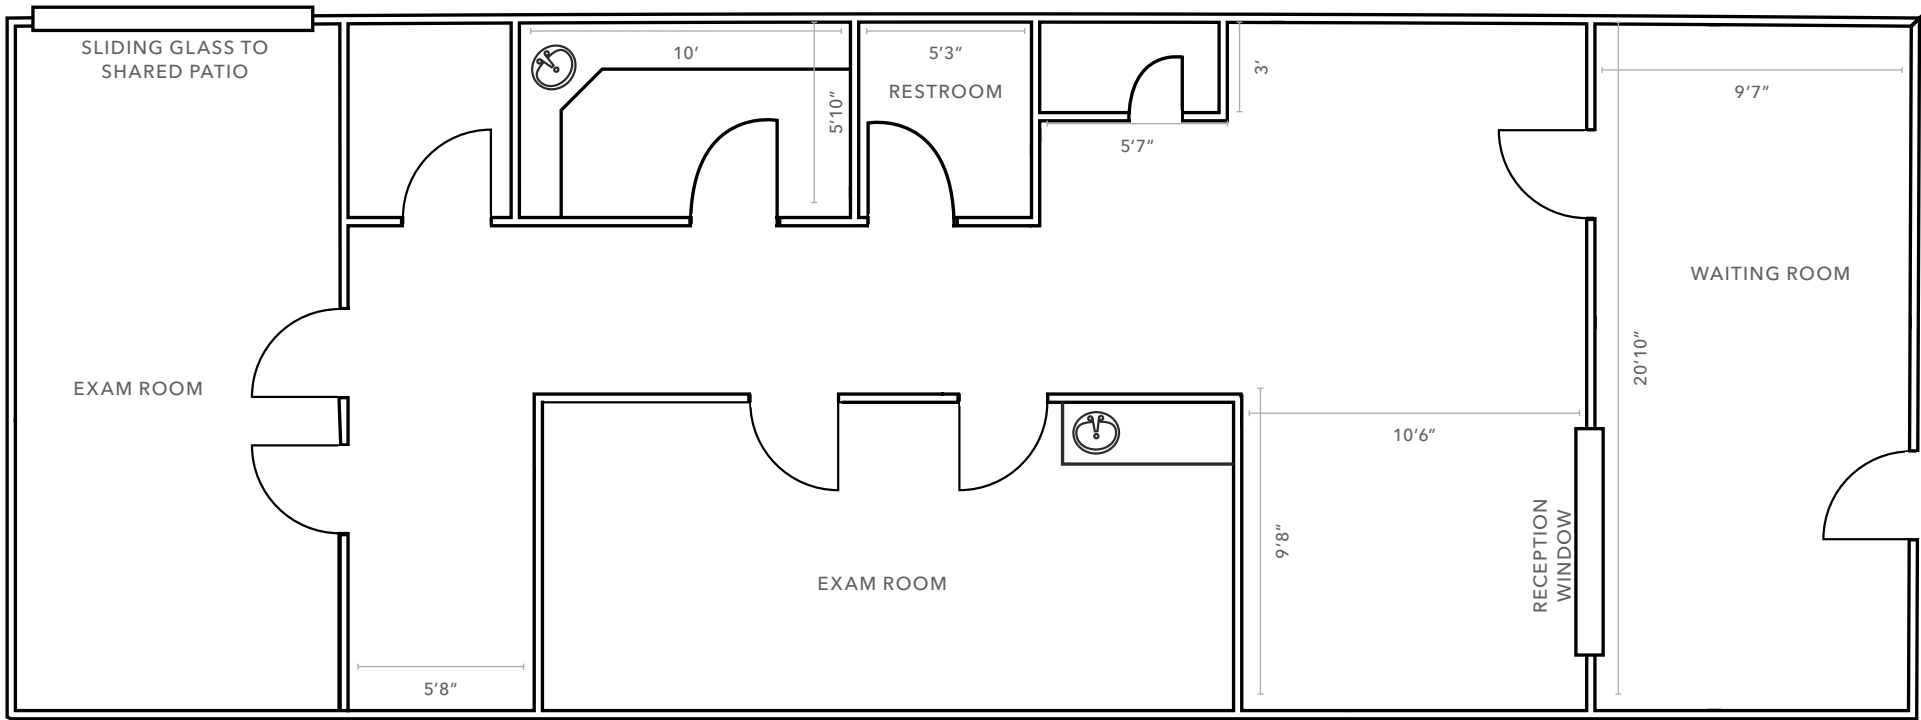 SLIDING GLASS TO
SHARED PATIO
10’
5’10”
5’3”
RESTROOM
3’
5’7”
9’7”
WAITING ROOM
20’10”
EXAM ROOM
10’6”
9’8”
RECEPTION
WINDOW
EXAM ROOM
5’8”